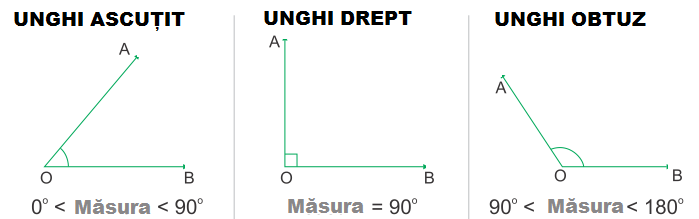 UNGHI ASCUȚIT
A
O
B
0° < Măsura < 90°
UNGHI DREPT
A
O
B
Măsura = 90°
UNGHI OBTUZ
A
O
B
90° < Măsura < 180°